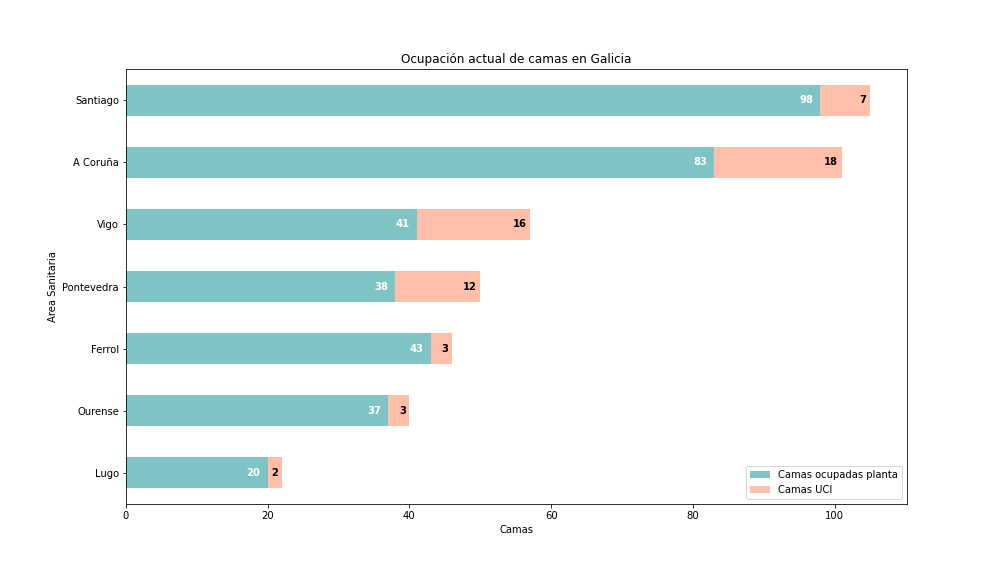 Ocupación actual de camas en Galicia
Area Sanitaria
Santiago 98 7
A Coruña 83 18
Vigo 41 16
Pontevedra 38 12
Ferrol 43 3
Ourense 37 3
Lugo 20 2
Camas ocupadas planta
Camas UCI
0 20 40 60 80 100
Camas